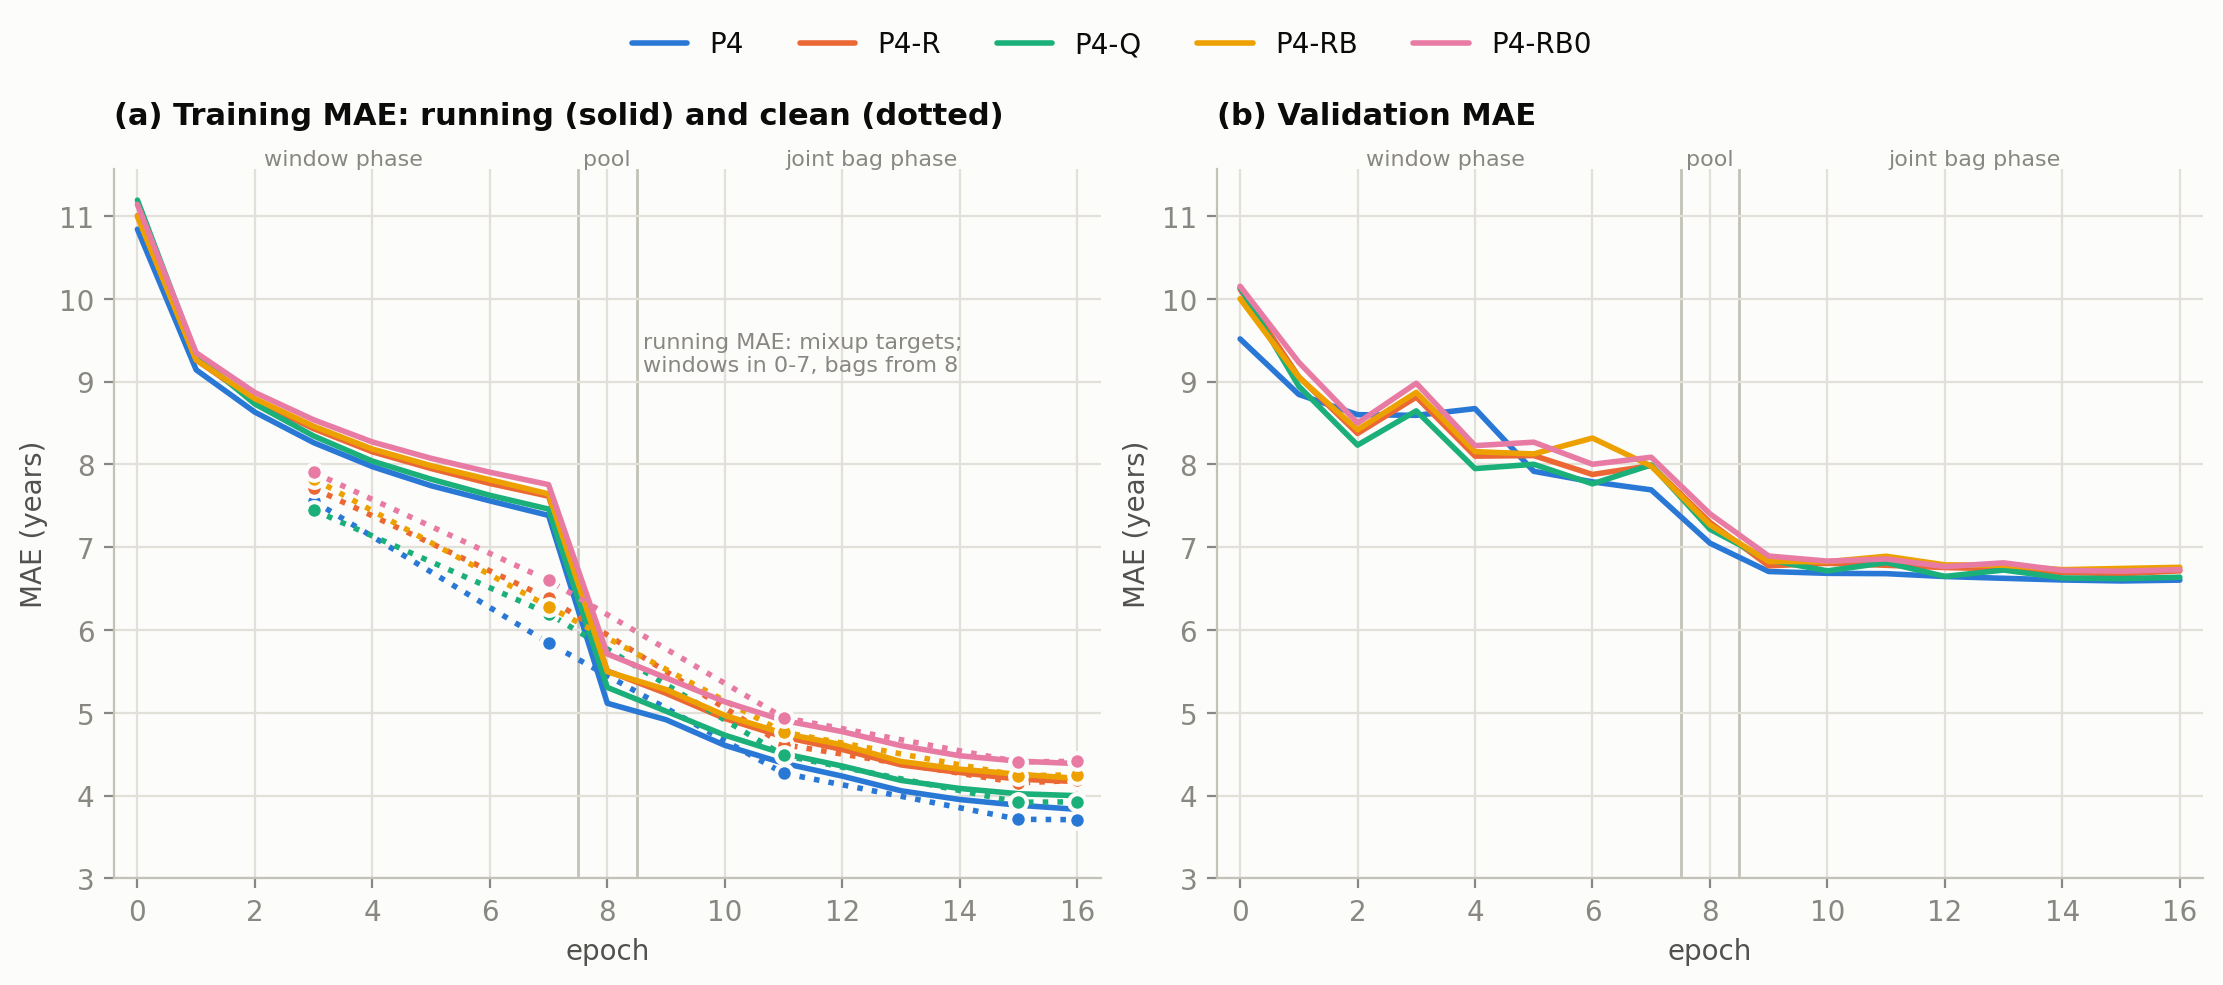 P4 P4-R P4-Q P4-RB P4-RB0
(a) Training MAE: running (solid) and clean (dotted)
window phase pool joint bag phase
running MAE: mixup targets;
windows in 0-7, bags from 8
MAE (years)
11
10
9
8
7
6
5
4
3
0 2 4 6 8 10 12 14 16
epoch
(b) Validation MAE
window phase pool joint bag phase
MAE (years)
11
10
9
8
7
6
5
4
3
0 2 4 6 8 10 12 14 16
epoch